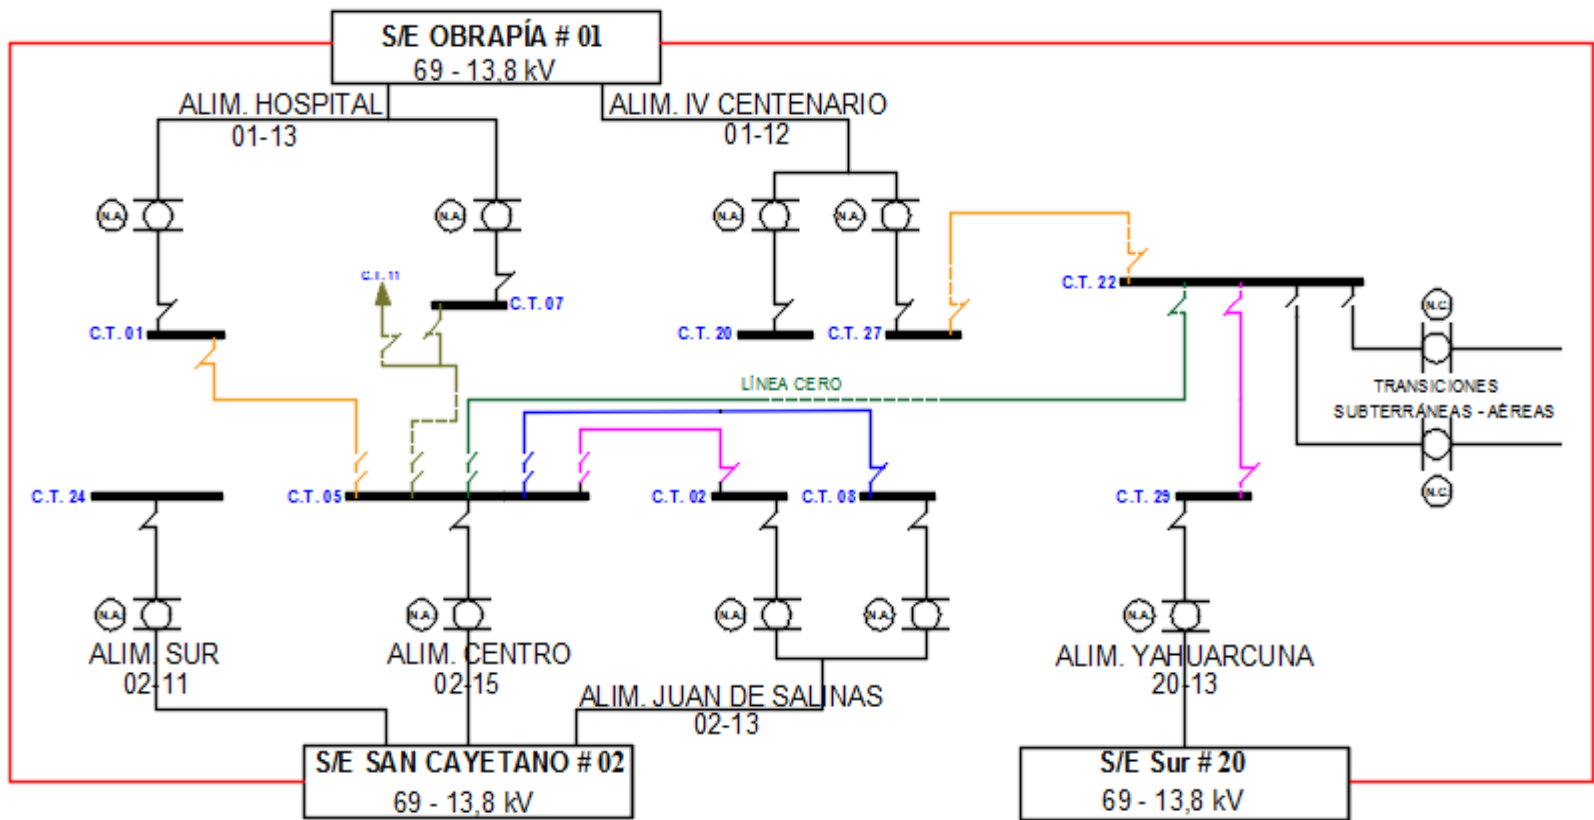 S/E OBRAPÍA # 01
69 - 13,8 kV
ALIM. HOSPITAL
01-13
ALIM. IV CENTENARIO
01-12
N.A.
N.A.
N.A.
N.A.
C.T. 11
C.T. 07
C.T. 01
C.T. 20
C.T. 27
C.T. 22
N.C.
LÍNEA CERO
TRANSICIONES
SUBTERRÁNEAS - AÉREAS
N.C.
C.T. 24
C.T. 05
C.T. 02
C.T. 08
C.T. 29
N.A.
N.A.
N.A.
N.A.
N.A.
ALIM. SUR
02-11
ALIM. CENTRO
02-15
ALIM. JUAN DE SALINAS
02-13
ALIM. YAHUARCUNA
20-13
S/E SAN CAYETANO # 02
69 - 13,8 kV
S/E Sur # 20
69 - 13,8 kV